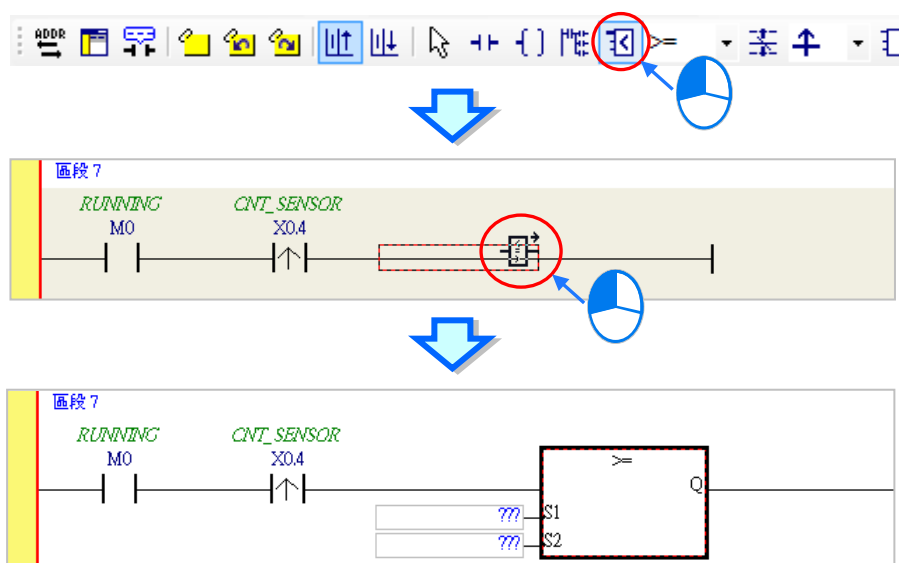 ADDR
>=
區段 7
RUNNING CNT_SENSOR
M0 X0.4
區段 7
RUNNING CNT_SENSOR
M0 X0.4
>=
Q
??? S1
??? S2